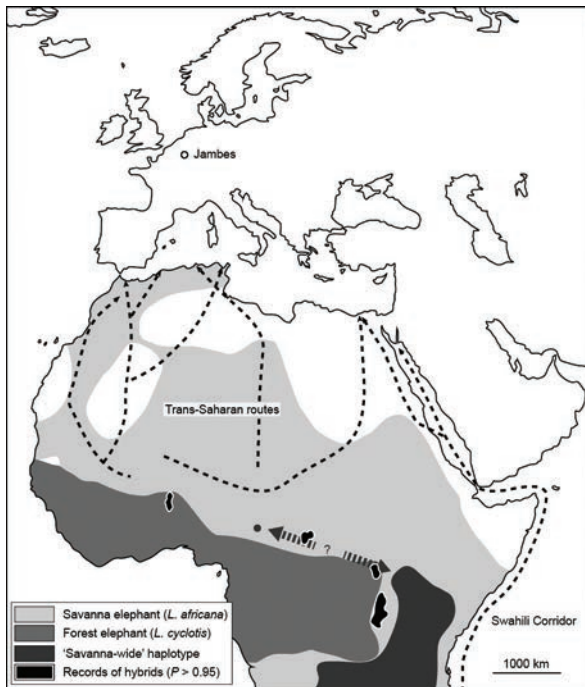 Jambes
Trans-Saharan routes
?
Swahili Corridor
Savanna elephant (L. africana)
Forest elephant (L. cyclotis)
'Savanna-wide' haplotype
Records of hybrids (P > 0.95)
1000 km